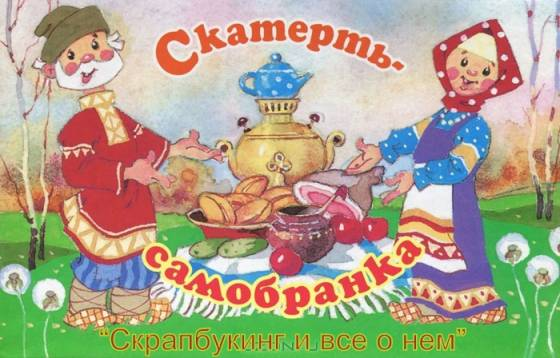 Скатерть-
самобранка
"Скрапбукинг и все о нем"